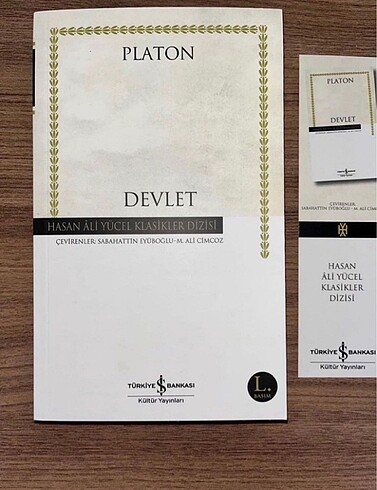 PLATON
DEVLET
HASAN ÂLİ YÜCEL KLASİKLER DİZİSİ
ÇEVİRENLER: SABAHATTİN EYÜBOĞLU - M. ALİ CİMCOZ
TÜRKİYE İŞ BANKASI
Kültür Yayınları
L.
BASIM
PLATON
DEVLET
ÇEVİRENLER:
SABAHATTİN EYÜBOĞLU - M. ALİ CİMCOZ
HASAN
ÂLİ YÜCEL
KLASİKLER
DİZİSİ
TÜRKİYE İŞ BANKASI
Kültür Yayınları